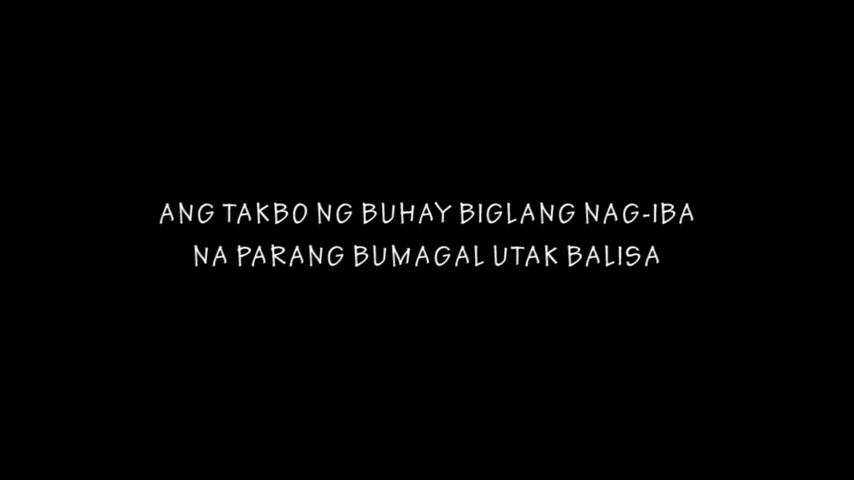 ANG TAKBO NG BUHAY BIGLANG NAG-IBA
NA PARANG BUMAGAL UTAK BALISA